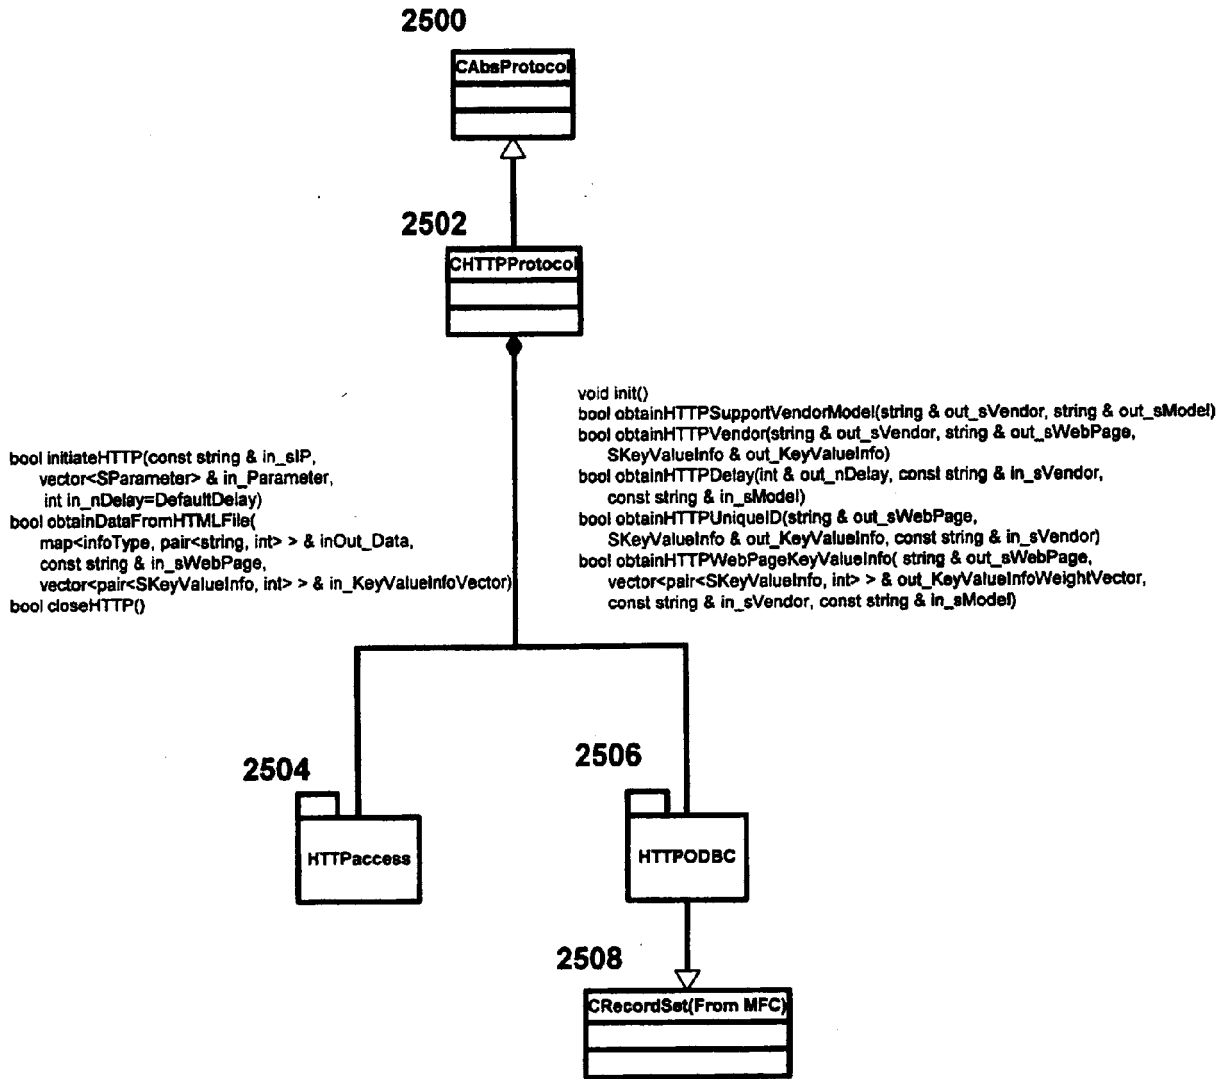 2500
CAbsProtocol
2502
CHTTPProtocol
void init()
bool obtainHTTPSupportVendorModel(string & out_sVendor, string & out_sModel)
bool obtainHTTPVendor(string & out_sVendor, string & out_sWebPage,
SKeyValueInfo & out_KeyValueInfo)
bool obtainHTTPDelay(int & out_nDelay, const string & in_sVendor,
const string & in_sModel)
bool obtainHTTPUniqueID(string & out_sWebPage,
SKeyValueInfo & out_KeyValueInfo, const string & in_sVendor)
bool obtainHTTPWebPageKeyValueInfo( string & out_sWebPage,
vector<pair<SKeyValueInfo, int> > & out_KeyValueInfoWeightVector,
const string & in_sVendor, const string & in_sModel)
bool initiateHTTP(const string & in_sIP,
vector<SParameter> & in_Parameter,
int in_nDelay=DefaultDelay)
bool obtainDataFromHTMLFile(
map<infoType, pair<string, int> > & inOut_Data,
const string & in_sWebPage,
vector<pair<SKeyValueInfo, int> > & in_KeyValueInfoVector)
bool closeHTTP()
2504
HTTPaccess
2506
HTTPODBC
2508
CRecordSet(From MFC)